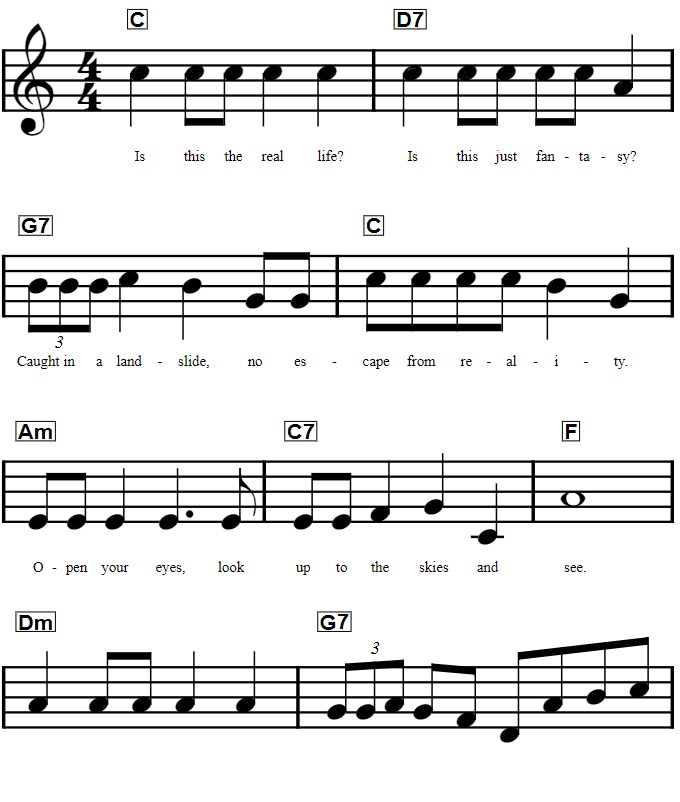 C D7
4
4
Is this the real life? Is this just fan - ta - sy?
G7 C
3
Caught in a land - slide, no es - cape from re - al - i - ty.
Am C7 F
O - pen your eyes, look up to the skies and see.
Dm G7
3